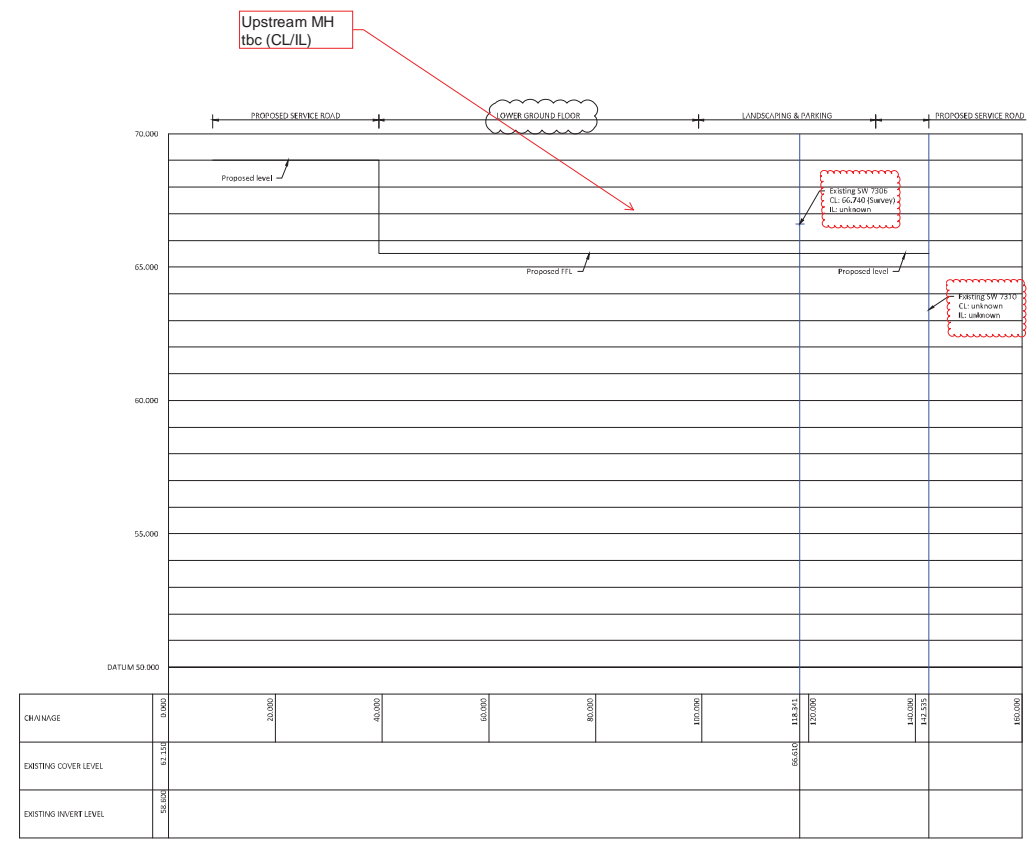 Upstream MH
tbc (CL/IL)
PROPOSED SERVICE ROAD
LOWER GROUND FLOOR
LANDSCAPING & PARKING
PROPOSED SERVICE ROAD
70.000
Proposed level
Existing SW 7306
CL: 66.740 (Survey)
IL: unknown
65.000
Proposed FFL
Proposed level
Existing SW 7310
CL: unknown
IL: unknown
60.000
55.000
DATUM 50.000
CHAINAGE
0.000
20.000
40.000
60.000
80.000
100.000
118.341
120.000
140.000
142.535
160.000
EXISTING COVER LEVEL
62.150
66.610
EXISTING INVERT LEVEL
58.800